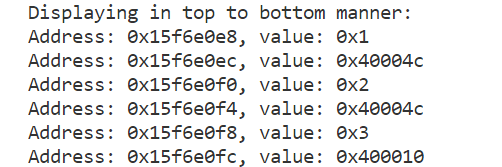 Displaying in top to bottom manner:
Address: 0x15f6e0e8, value: 0x1
Address: 0x15f6e0ec, value: 0x40004c
Address: 0x15f6e0f0, value: 0x2
Address: 0x15f6e0f4, value: 0x40004c
Address: 0x15f6e0f8, value: 0x3
Address: 0x15f6e0fc, value: 0x400010